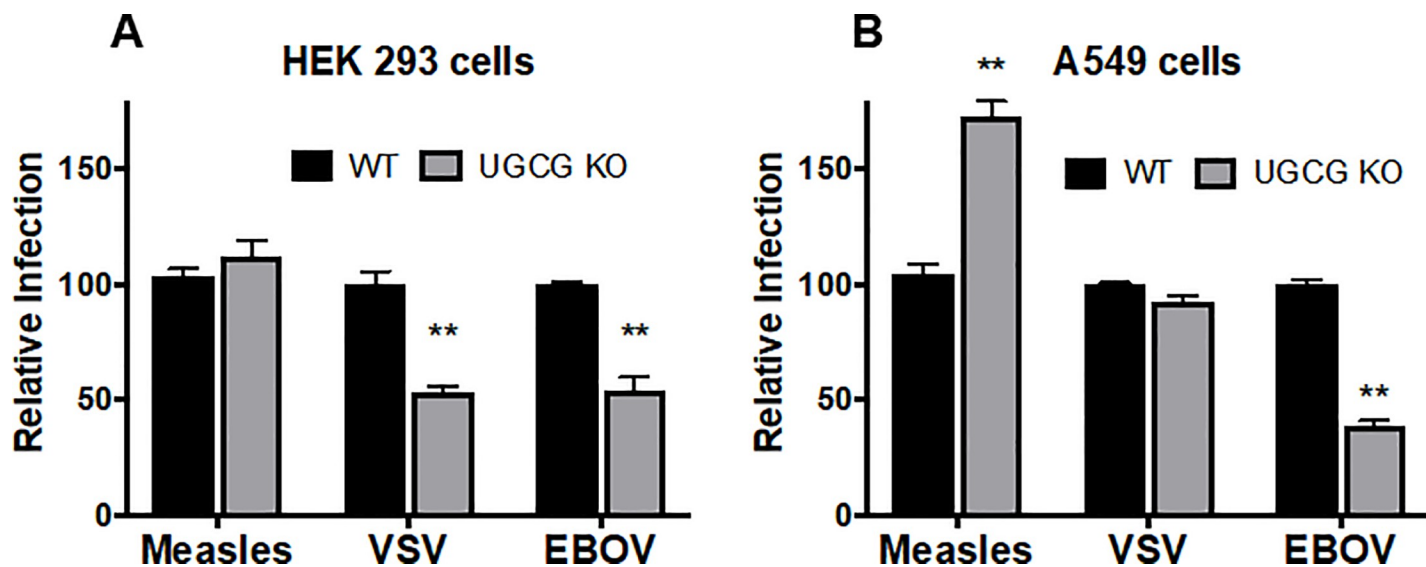 A
HEK 293 cells
Relative Infection
150
100
50
0
WT
UGCG KO
**
**
Measles
VSV
EBOV
B
A549 cells
**
Relative Infection
150
100
50
0
WT
UGCG KO
**
Measles
VSV
EBOV